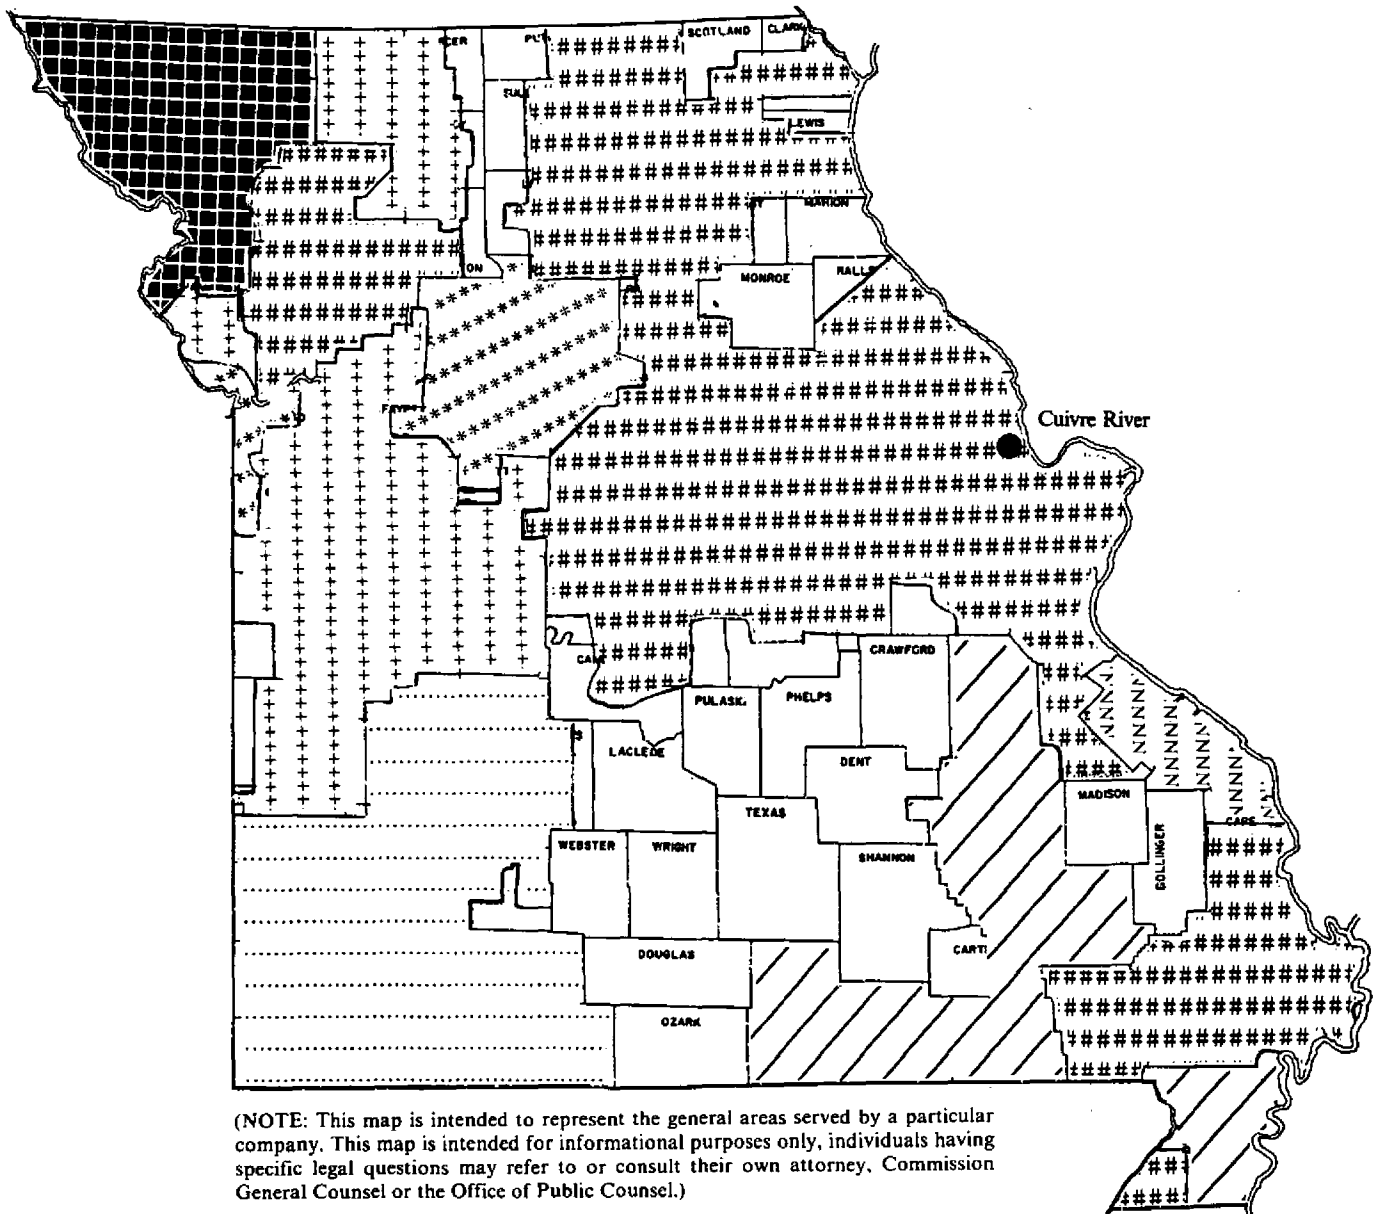 SCOTLAND CLARK
LEWIS
MARION
MONROE RALLS
Cuivre River
CRAWFORD
PULASKI PHELPS
LACLEDE
DENT
MADISON
TEXAS
CAPE
WEBSTER WRIGHT
SHANNON
BOLLINGER
CART
DOUGLAS
OZARK
(NOTE: This map is intended to represent the general areas served by a particular
company. This map is intended for informational purposes only, individuals having
specific legal questions may refer to or consult their own attorney, Commission
General Counsel or the Office of Public Counsel.)